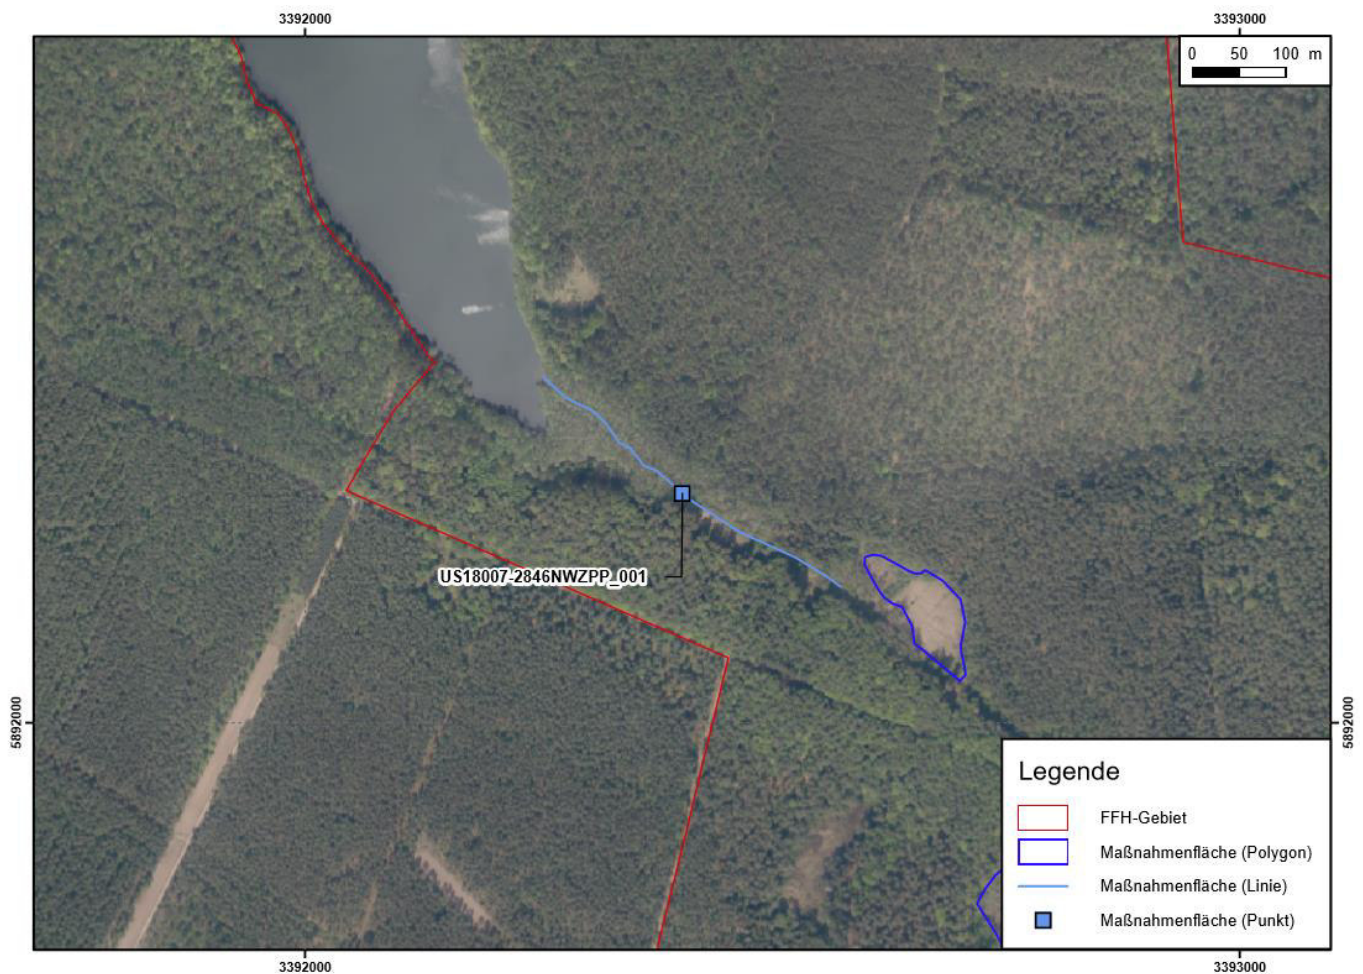 3392000
3393000
0 50 100 m
US18007-2846NWZPP_001
5892000
5892000
Legende
FFH-Gebiet
Maßnahmenfläche (Polygon)
Maßnahmenfläche (Linie)
Maßnahmenfläche (Punkt)
3392000
3393000